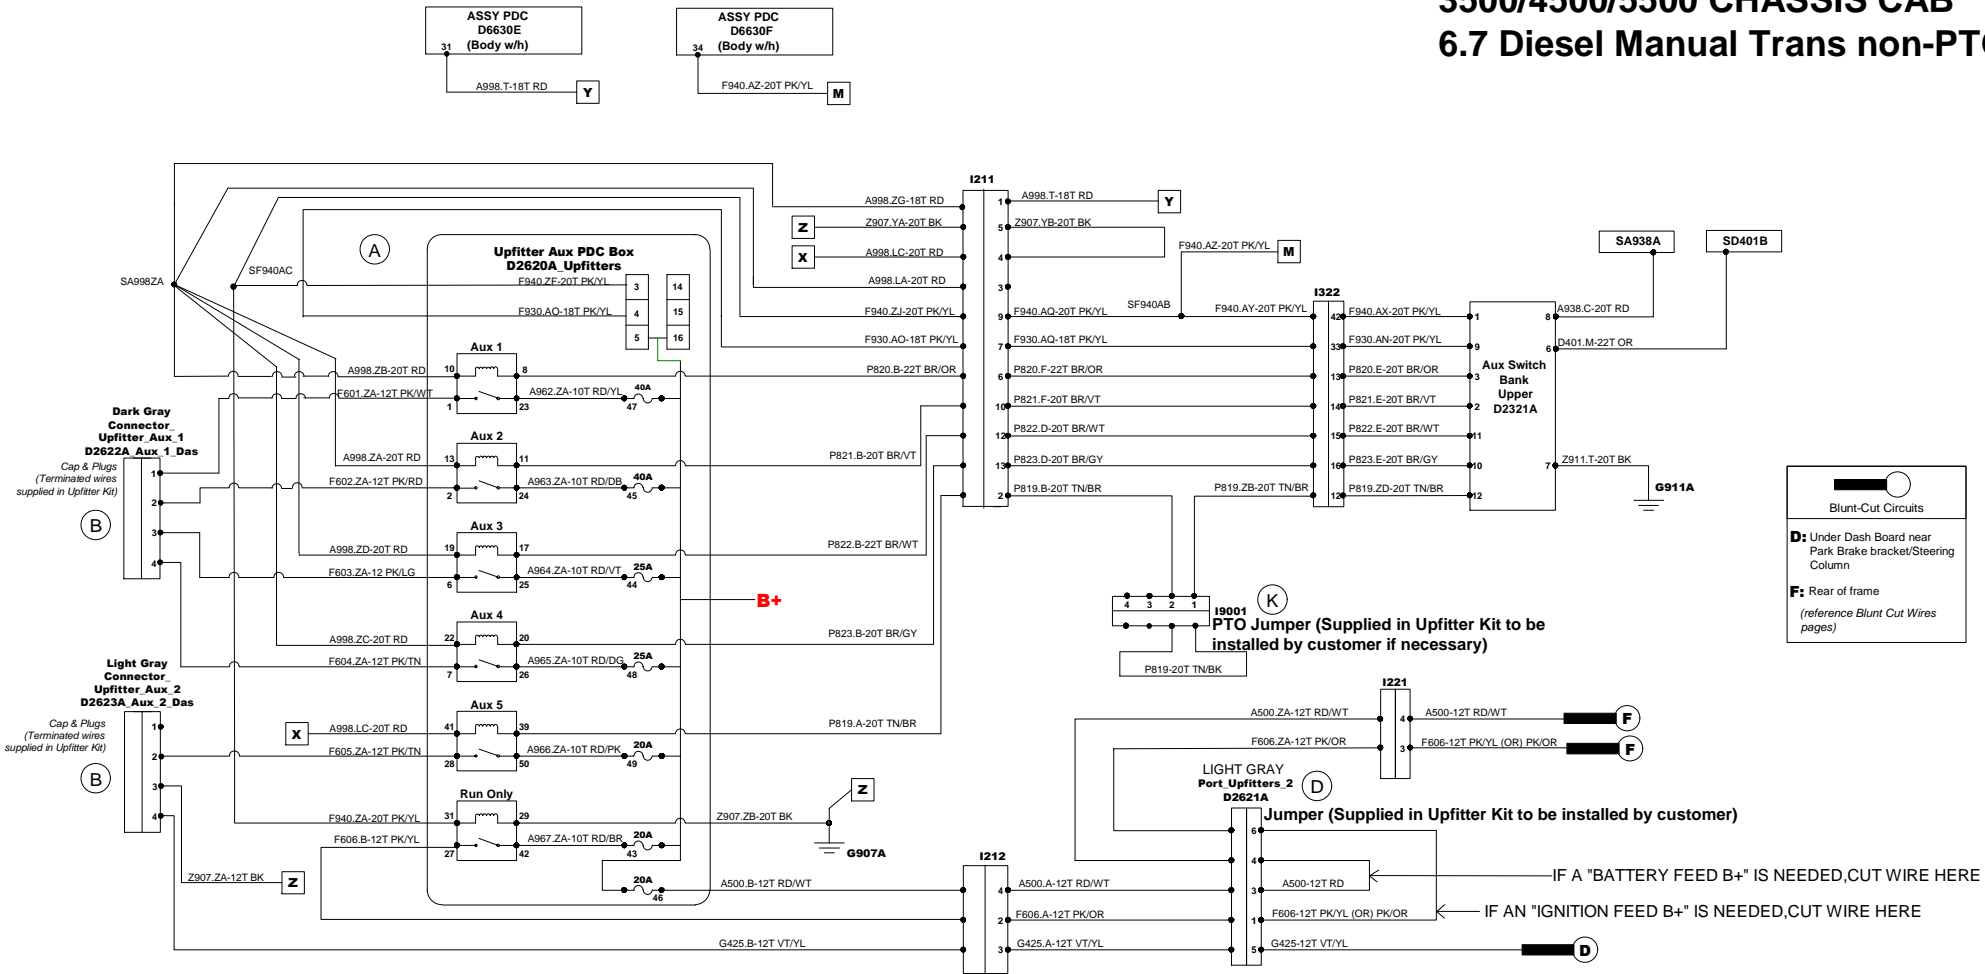 3500/4500/5500 CHASSIS CAB
6.7 Diesel Manual Trans non-PTO
ASSY PDC
D6630E
(Body w/h)
31
A998.T-18T RD
Y
ASSY PDC
D6630F
(Body w/h)
34
F940.AZ-20T PK/YL
M
A
SA998ZA
SF940AC
Upfitter Aux PDC Box
D2620A_Upfitters
F940.ZF-20T PK/YL
3
14
F930.AO-18T PK/YL
4
15
5
16
Aux 1
A998.ZB-20T RD
10
8
F601.ZA-12T PK/WT
1
23
A962.ZA-10T RD/YL
40A
47
Aux 2
A998.ZA-20T RD
13
11
F602.ZA-12T PK/RD
2
24
A963.ZA-10T RD/DB
40A
45
Aux 3
A998.ZD-20T RD
19
17
F603.ZA-12 PK/LG
6
25
A964.ZA-10T RD/VT
25A
44
B+
Aux 4
A998.ZC-20T RD
22
20
F604.ZA-12T PK/TN
7
26
A965.ZA-10T RD/DG
25A
48
Aux 5
X
A998.LC-20T RD
41
39
F605.ZA-12T PK/TN
28
50
A966.ZA-10T RD/PK
20A
49
Run Only
F940.ZA-20T PK/YL
31
29
F606.B-12T PK/YL
27
42
A967.ZA-10T RD/BR
20A
43
20A
46
Z907.ZB-20T BK
Z
G907A
Dark Gray
Connector_
Upfitter_Aux_1
D2622A_Aux_1_Das
Cap & Plugs
(Terminated wires
supplied in Upfitter Kit)
1
2
3
4
B
Light Gray
Connector_
Upfitter_Aux_2
D2623A_Aux_2_Das
Cap & Plugs
(Terminated wires
supplied in Upfitter Kit)
1
2
3
4
B
Z907.ZA-12T BK
Z
I211
A998.ZG-18T RD
1
A998.T-18T RD
Y
Z
Z907.YA-20T BK
5
Z907.YB-20T BK
X
A998.LC-20T RD
4
A998.LA-20T RD
3
F940.ZJ-20T PK/YL
9
F940.AQ-20T PK/YL
F930.AO-18T PK/YL
7
F930.AQ-18T PK/YL
P820.B-22T BR/OR
6
P820.F-22T BR/OR
P821.B-20T BR/VT
10
P821.F-20T BR/VT
12
P822.D-20T BR/WT
13
P823.D-20T BR/GY
2
P819.B-20T TN/BR
P822.B-22T BR/WT
P823.B-20T BR/GY
P819.A-20T TN/BR
F940.AZ-20T PK/YL
M
SF940AB
F940.AY-20T PK/YL
P819.ZB-20T TN/BR
I322
42
F940.AX-20T PK/YL
1
33
F930.AN-20T PK/YL
9
13
P820.E-20T BR/OR
3
14
P821.E-20T BR/VT
2
15
P822.E-20T BR/WT
11
16
P823.E-20T BR/GY
10
12
P819.ZD-20T TN/BR
12
Aux Switch
Bank
Upper
D2321A
SA938A
SD401B
8
A938.C-20T RD
6
D401.M-22T OR
7
Z911.T-20T BK
G911A
Blunt-Cut Circuits
D: Under Dash Board near
Park Brake bracket/Steering
Column
F: Rear of frame
(reference Blunt Cut Wires
pages)
4
3
2
1
I9001
K
PTO Jumper (Supplied in Upfitter Kit to be
installed by customer if necessary)
P819-20T TN/BK
I221
A500.ZA-12T RD/WT
4
A500-12T RD/WT
F
F606.ZA-12T PK/OR
3
F606-12T PK/YL (OR) PK/OR
F
LIGHT GRAY
Port_Upfitters_2
D2621A
D
Jumper (Supplied in Upfitter Kit to be installed by customer)
6
4
3
A500-12T RD
1
F606-12T PK/YL (OR) PK/OR
5
G425-12T VT/YL
D
IF A "BATTERY FEED B+" IS NEEDED,CUT WIRE HERE
IF AN "IGNITION FEED B+" IS NEEDED,CUT WIRE HERE
I212
A500.B-12T RD/WT
4
A500.A-12T RD/WT
2
F606.A-12T PK/OR
G425.B-12T VT/YL
3
G425.A-12T VT/YL